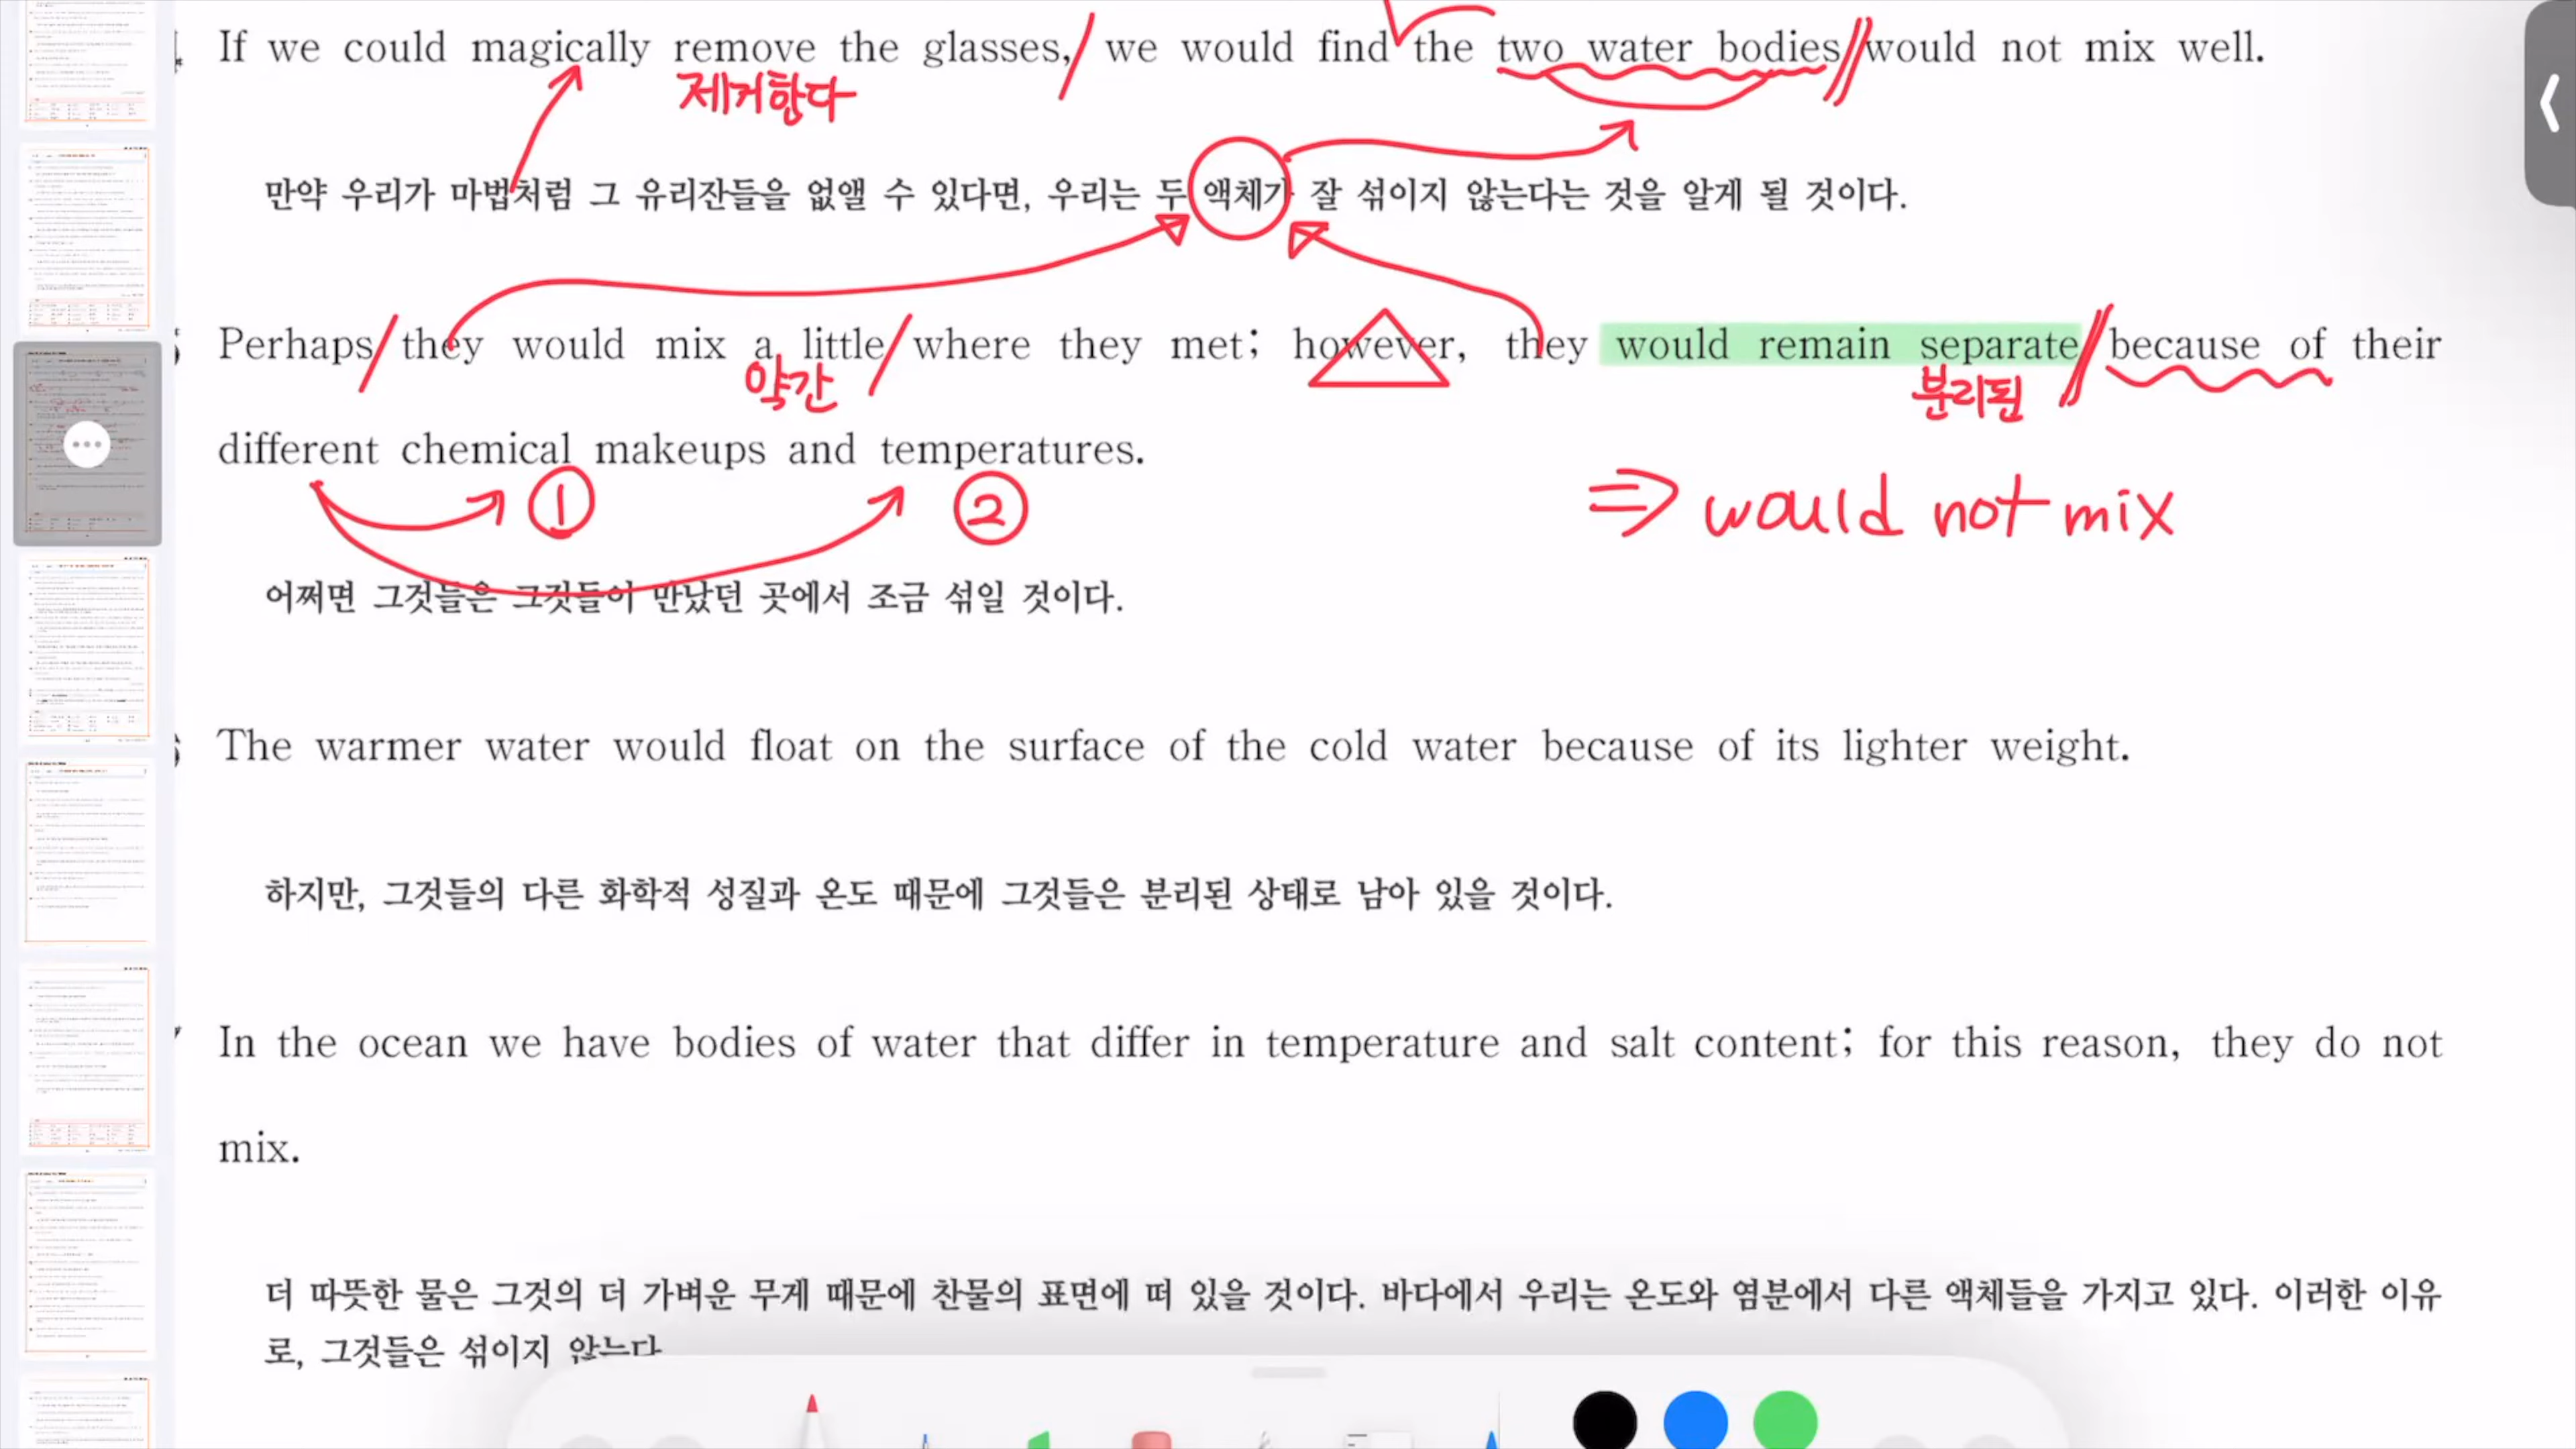 If we could magically remove the glasses, we would find the two water bodies would not mix well.
제거하다
만약 우리가 마법처럼 그 유리잔들을 없앨 수 있다면, 우리는 두 액체가 잘 섞이지 않는다는 것을 알게 될 것이다.
Perhaps they would mix a little where they met; however, they would remain separate because of their
약간 분리된
different chemical makeups and temperatures.
① ② ⇒ would not mix
어쩌면 그것들은 그것들이 만났던 곳에서 조금 섞일 것이다.
The warmer water would float on the surface of the cold water because of its lighter weight.
하지만, 그것들의 다른 화학적 성질과 온도 때문에 그것들은 분리된 상태로 남아 있을 것이다.
In the ocean we have bodies of water that differ in temperature and salt content; for this reason, they do not
mix.
더 따뜻한 물은 그것의 더 가벼운 무게 때문에 찬물의 표면에 떠 있을 것이다. 바다에서 우리는 온도와 염분에서 다른 액체들을 가지고 있다. 이러한 이유
로, 그것들은 섞이지 않는다